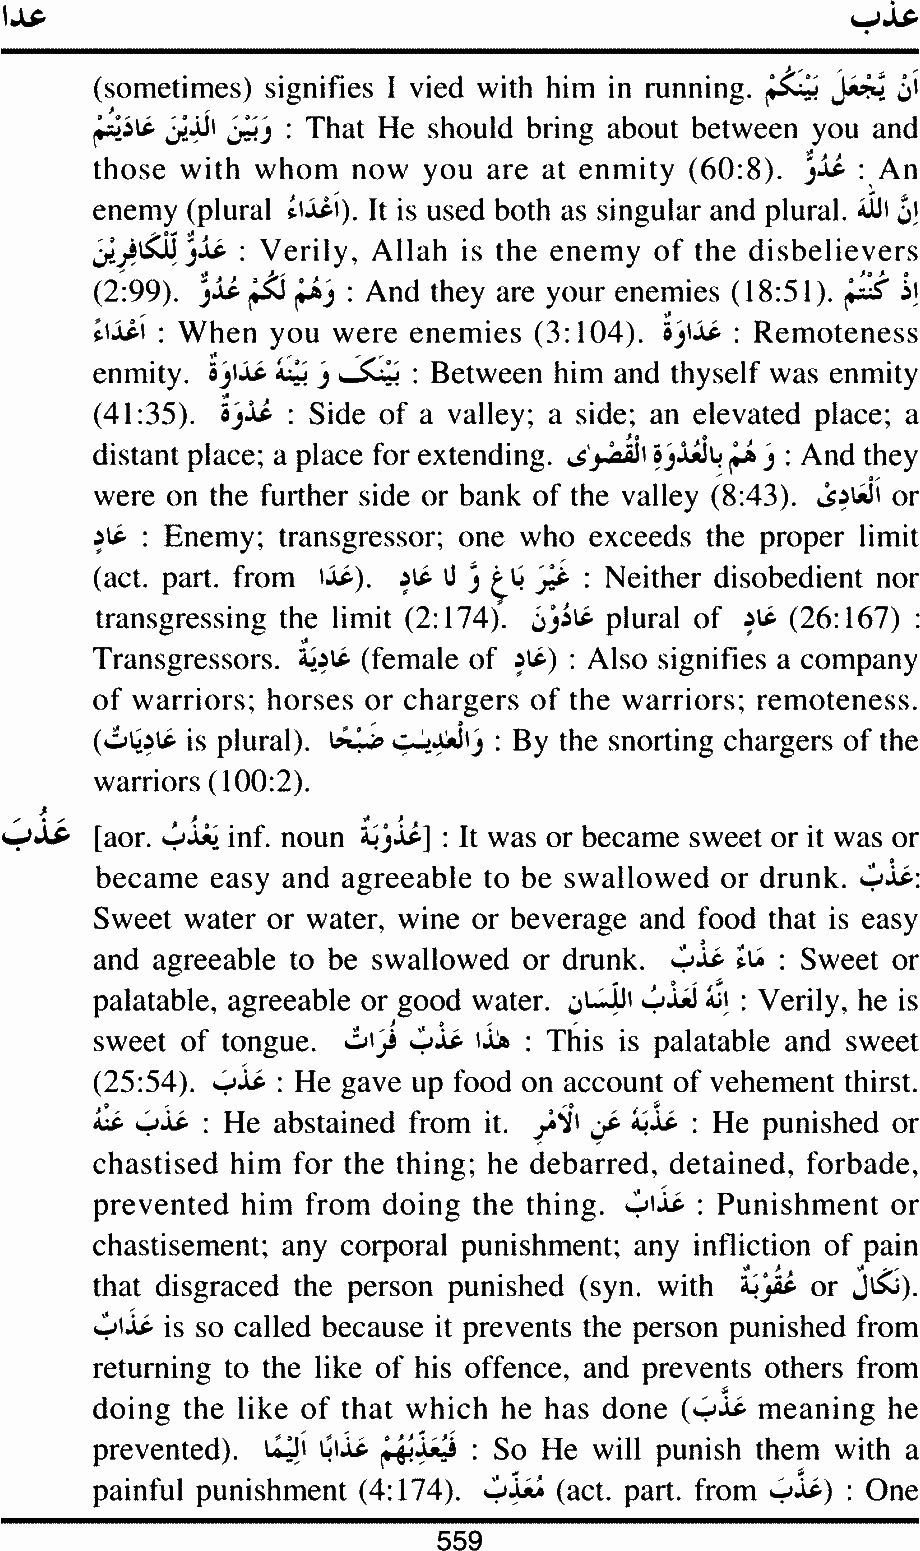 عدا عذب
(sometimes) signifies I vied with him in running. اَنْ يَّجْعَلَ بَيْنَكُمْ
وَبَيْنَ الَّذِيْنَ عَادَيْتُمْ : That He should bring about between you and
those with whom now you are at enmity (60:8). عَدُوٌّ : An
enemy (plural اَعْدَاءٌ). It is used both as singular and plural. اِنَّ اللّٰهَ
عَدُوٌّ لِّلْكَافِرِيْنَ : Verily, Allah is the enemy of the disbelievers
(2:99). وَهُمْ لَكُمْ عَدُوٌّ : And they are your enemies (18:51). اِذْ كُنْتُمْ
اَعْدَاءً : When you were enemies (3:104). عَدَاوَةٌ : Remoteness
enmity. بَيْنَكَ وَ بَيْنَهُ عَدَاوَةٌ : Between him and thyself was enmity
(41:35). عُدْوَةٌ : Side of a valley; a side; an elevated place; a
distant place; a place for extending. وَ هُمْ بِالْعُدْوَةِ الْقُصْوٰى : And they
were on the further side or bank of the valley (8:43). اَلْعَادِىْ or
عَادٍ : Enemy; transgressor; one who exceeds the proper limit
(act. part. from عَدَا). غَيْرَ بَاغٍ وَّ لَا عَادٍ : Neither disobedient nor
transgressing the limit (2:174). عَادُوْنَ plural of عَادٍ (26:167) :
Transgressors. عَادِيَةٌ (female of عَادٍ) : Also signifies a company
of warriors; horses or chargers of the warriors; remoteness.
(عَادِيَاتٌ is plural). وَالْعٰدِيٰتِ ضَبْحًا : By the snorting chargers of the
warriors (100:2).
عَذُبَ [aor. يَعْذُبُ inf. noun عُذُوْبَةٌ] : It was or became sweet or it was or
became easy and agreeable to be swallowed or drunk. عَذْبٌ:
Sweet water or water, wine or beverage and food that is easy
and agreeable to be swallowed or drunk. مَاءٌ عَذْبٌ : Sweet or
palatable, agreeable or good water. اِنَّهُ لَعَذْبُ اللِّسَانِ : Verily, he is
sweet of tongue. هٰذَا عَذْبٌ فُرَاتٌ : This is palatable and sweet
(25:54). عَذَبَ : He gave up food on account of vehement thirst.
عَذَبَ عَنْهُ : He abstained from it. عَذَّبَهُ عَنِ الْاَمْرِ : He punished or
chastised him for the thing; he debarred, detained, forbade,
prevented him from doing the thing. عَذَابٌ : Punishment or
chastisement; any corporal punishment; any infliction of pain
that disgraced the person punished (syn. with عُقُوْبَةٌ or نَكَالٌ).
عَذَابٌ is so called because it prevents the person punished from
returning to the like of his offence, and prevents others from
doing the like of that which he has done (عَذَّبَ meaning he
prevented). فَيُعَذِّبُهُمْ عَذَابًا اَلِيْمًا : So He will punish them with a
painful punishment (4:174). مُعَذِّبٌ (act. part. from عَذَّبَ) : One
559